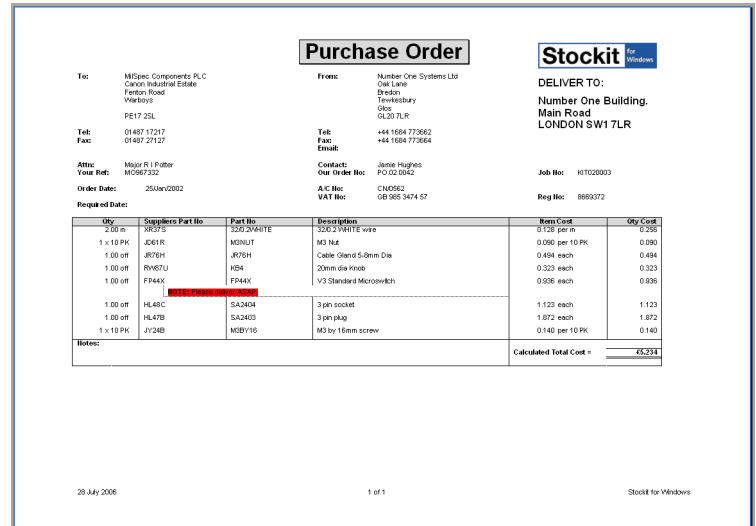 Purchase Order
Stockit for Windows
To: MilSpec Components PLC
Canon Industrial Estate
Fenton Road
Warboys
PE17 2SL
From: Number One Systems Ltd
Oak Lane
Bredon
Tewkesbury
Glos
GL20 7LR
DELIVER TO:
Number One Building.
Main Road
LONDON SW1 7LR
Tel: 01487 17217
Fax: 01487 27127
Tel: +44 1684 773662
Fax: +44 1684 773664
Email:
Attn: Major R I Potter
Your Ref: MO967332
Contact: Jamie Hughes
Our Order No: PO.02.0042
Job No: KIT020003
Order Date: 25/Jan/2002
A/C No: CN/0562
VAT No: GB 985 3474 57
Reg No: 8669372
Required Date:
Qty Suppliers Part No Part No Description Item Cost Qty Cost
2.00 m XR37S 32/0.2WHITE 32/0.2 WHITE wire 0.128 per m 0.256
1 x 10 PK JD61R M3NUT M3 Nut 0.090 per 10 PK 0.090
1.00 off JR76H JR76H Cable Gland 5-8mm Dia 0.494 each 0.494
1.00 off RW87U KB4 20mm dia Knob 0.323 each 0.323
1.00 off FP44X FP44X V3 Standard Microswitch 0.936 each 0.936
NOTE: Please deliver ASAP.
1.00 off HL48C SA2404 3 pin socket 1.123 each 1.123
1.00 off HL47B SA2403 3 pin plug 1.872 each 1.872
1 x 10 PK JY24B M3BY16 M3 by 16mm screw 0.140 per 10 PK 0.140
Notes:
Calculated Total Cost = £5.234
28 July 2006
1 of 1
Stockit for Windows